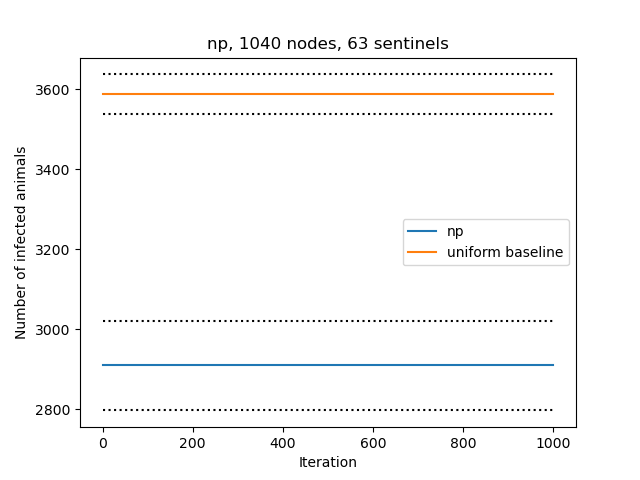 np, 1040 nodes, 63 sentinels
Number of infected animals
3600
3400
3200
3000
2800
np
uniform baseline
0
200
400
600
800
1000
Iteration